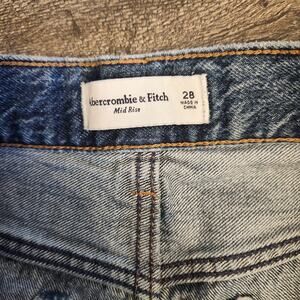 Abercrombie & Fitch
Mid Rise
28
MADE IN
CHINA